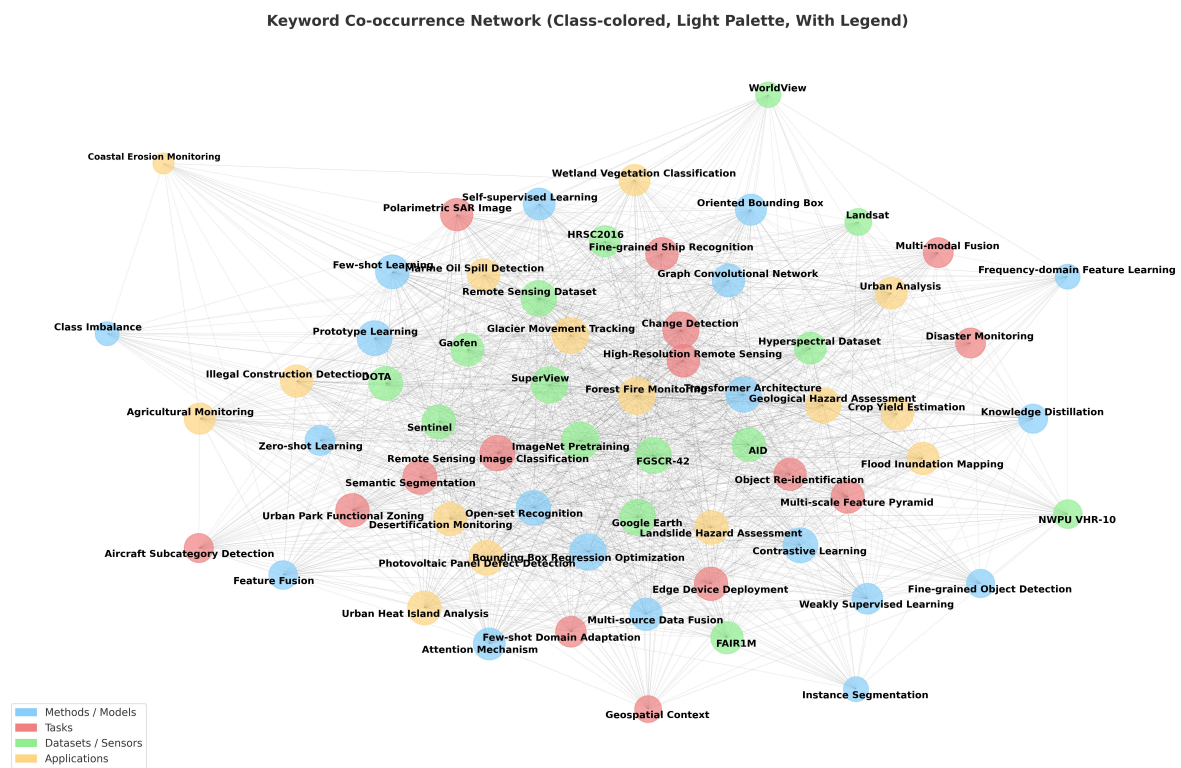 Keyword Co-occurrence Network (Class-colored, Light Palette, With Legend)
WorldView
Coastal Erosion Monitoring
Wetland Vegetation Classification
Self-supervised Learning
Oriented Bounding Box
Polarimetric SAR Image
Landsat
HRSC2016
Fine-grained Ship Recognition
Multi-modal Fusion
Few-shot Learning
Marine Oil Spill Detection
Graph Convolutional Network
Frequency-domain Feature Learning
Remote Sensing Dataset
Urban Analysis
Class Imbalance
Prototype Learning
Glacier Movement Tracking
Change Detection
Gaofen
Hyperspectral Dataset
Disaster Monitoring
High-Resolution Remote Sensing
Illegal Construction Detection
DOTA
SuperView
Forest Fire Monitoring
Transformer Architecture
Geological Hazard Assessment
Crop Yield Estimation
Agricultural Monitoring
Knowledge Distillation
Sentinel
Zero-shot Learning
ImageNet Pretraining
AID
Remote Sensing Image Classification
FGSCR-42
Flood Inundation Mapping
Semantic Segmentation
Object Re-identification
Multi-scale Feature Pyramid
Urban Park Functional Zoning
Open-set Recognition
Desertification Monitoring
Google Earth
Landslide Hazard Assessment
NWPU VHR-10
Aircraft Subcategory Detection
Photovoltaic Panel Defect Detection
Bounding Box Regression Optimization
Contrastive Learning
Feature Fusion
Edge Device Deployment
Fine-grained Object Detection
Weakly Supervised Learning
Urban Heat Island Analysis
Multi-source Data Fusion
Few-shot Domain Adaptation
FAIR1M
Attention Mechanism
Instance Segmentation
Geospatial Context
Methods / Models
Tasks
Datasets / Sensors
Applications